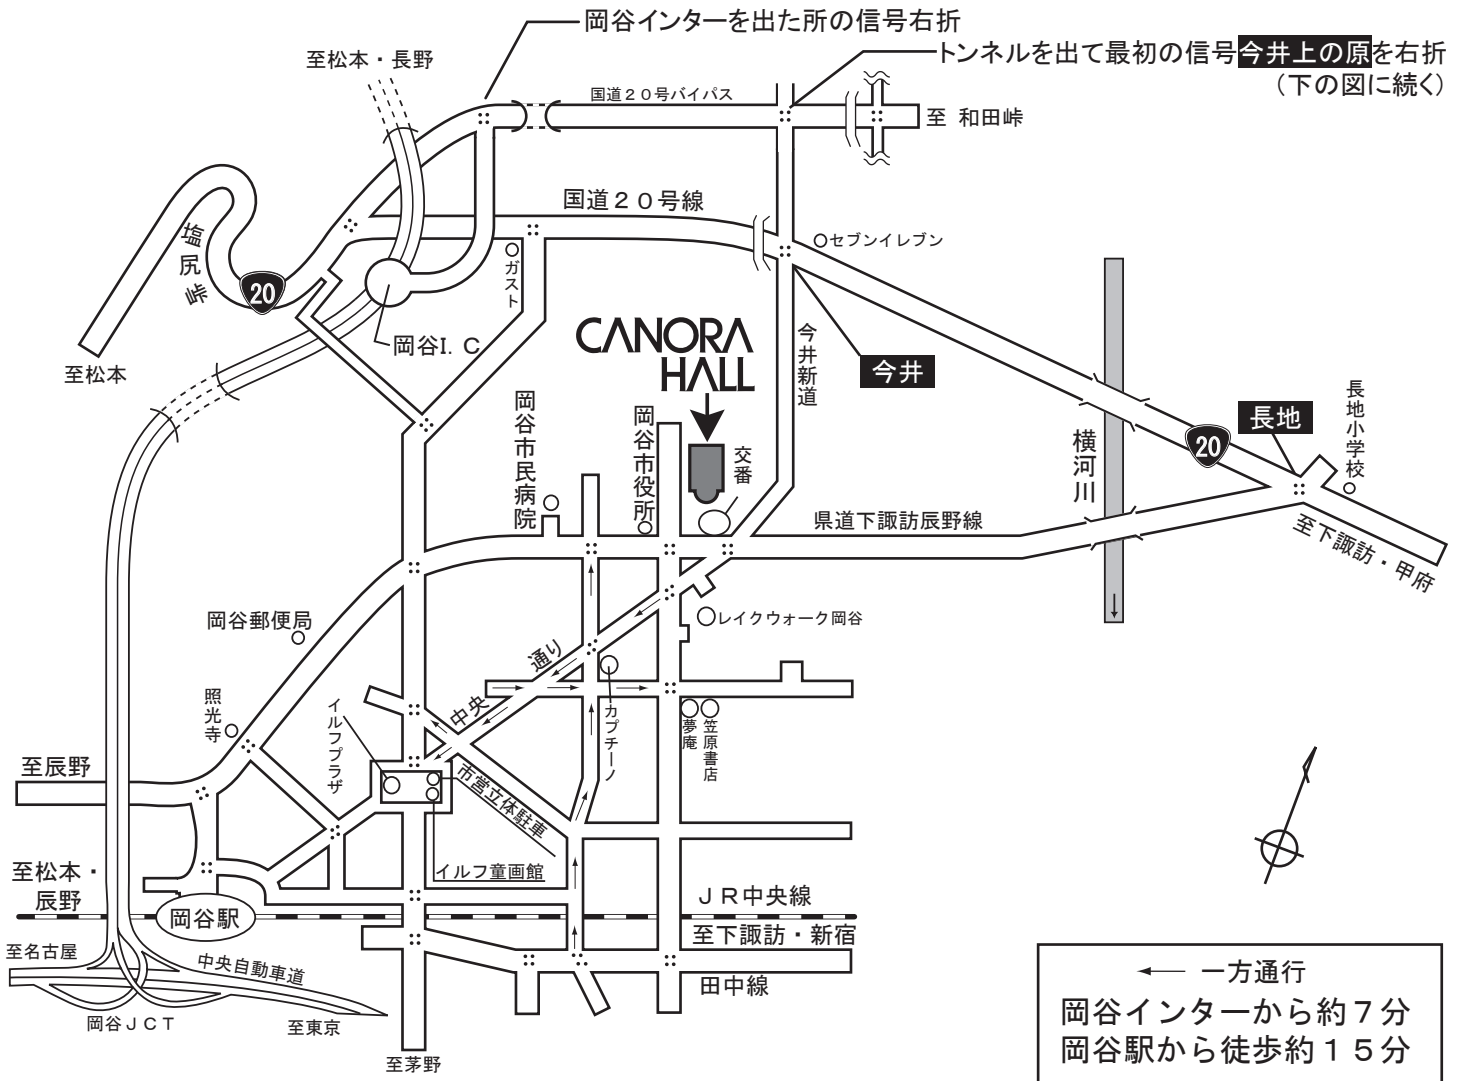 岡谷インターを出た所の信号右折
トンネルを出て最初の信号今井上の原を右折
（下の図に続く）
至松本・長野
国道２０号バイパス
至 和田峠
国道２０号線
セブンイレブン
塩尻峠
20
ガスト
岡谷I. C
至松本
CANORA
HALL
今井新道
今井
岡谷市民病院
岡谷市役所
交番
横河川
20
長地
長地小学校
県道下諏訪辰野線
至下諏訪・甲府
岡谷郵便局
レイクウォーク岡谷
中央通り
照光寺
イルフプラザ
カプチーノ
夢庵
笠原書店
至辰野
市営立体駐車
イルフ童画館
至松本・
辰野
岡谷駅
ＪＲ中央線
至下諏訪・新宿
至名古屋
中央自動車道
田中線
岡谷ＪＣＴ
至東京
至茅野
一方通行
岡谷インターから約７分
岡谷駅から徒歩約１５分